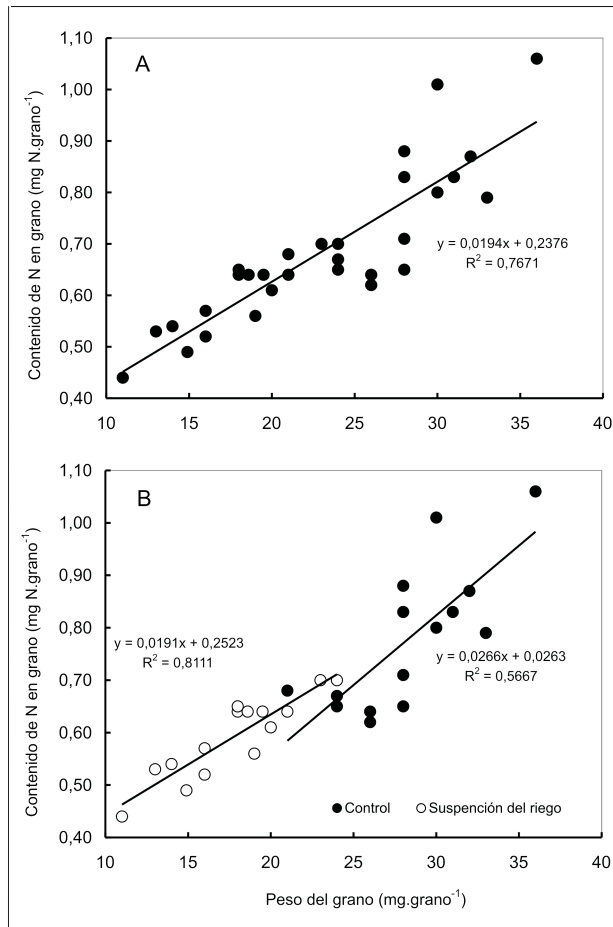 1,10
A
1,00
0,90
0,80
0,70
0,60
0,50
0,40
Contenido de N en grano (mg N.grano⁻¹)
y = 0,0194x + 0,2376
R² = 0,7671
10 15 20 25 30 35 40
1,10
B
1,00
0,90
0,80
0,70
0,60
0,50
0,40
Contenido de N en grano (mg N.grano⁻¹)
y = 0,0191x + 0,2523
R² = 0,8111
y = 0,0266x + 0,0263
R² = 0,5667
Control Suspención del riego
10 15 20 25 30 35 40
Peso del grano (mg.grano⁻¹)